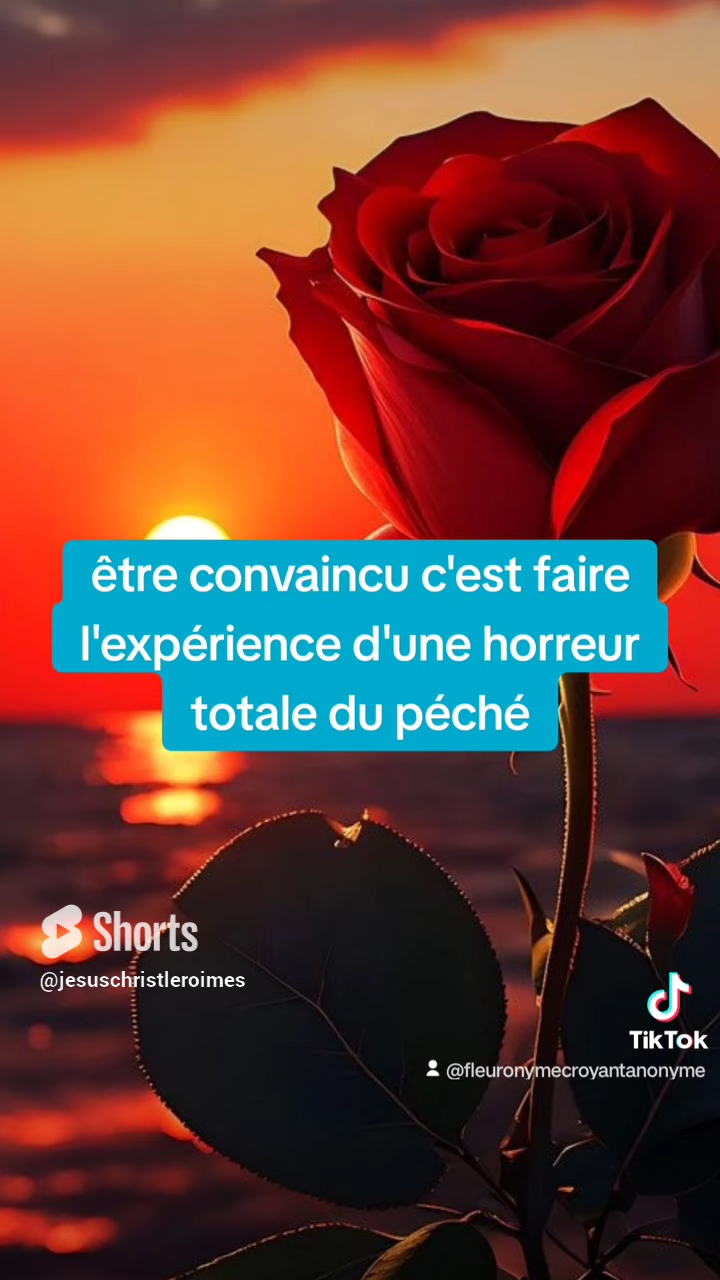 être convaincu c'est faire
l'expérience d'une horreur
totale du péché
Shorts
@jesuschristleroimes
TikTok
@fleuronymecroyantanonyme